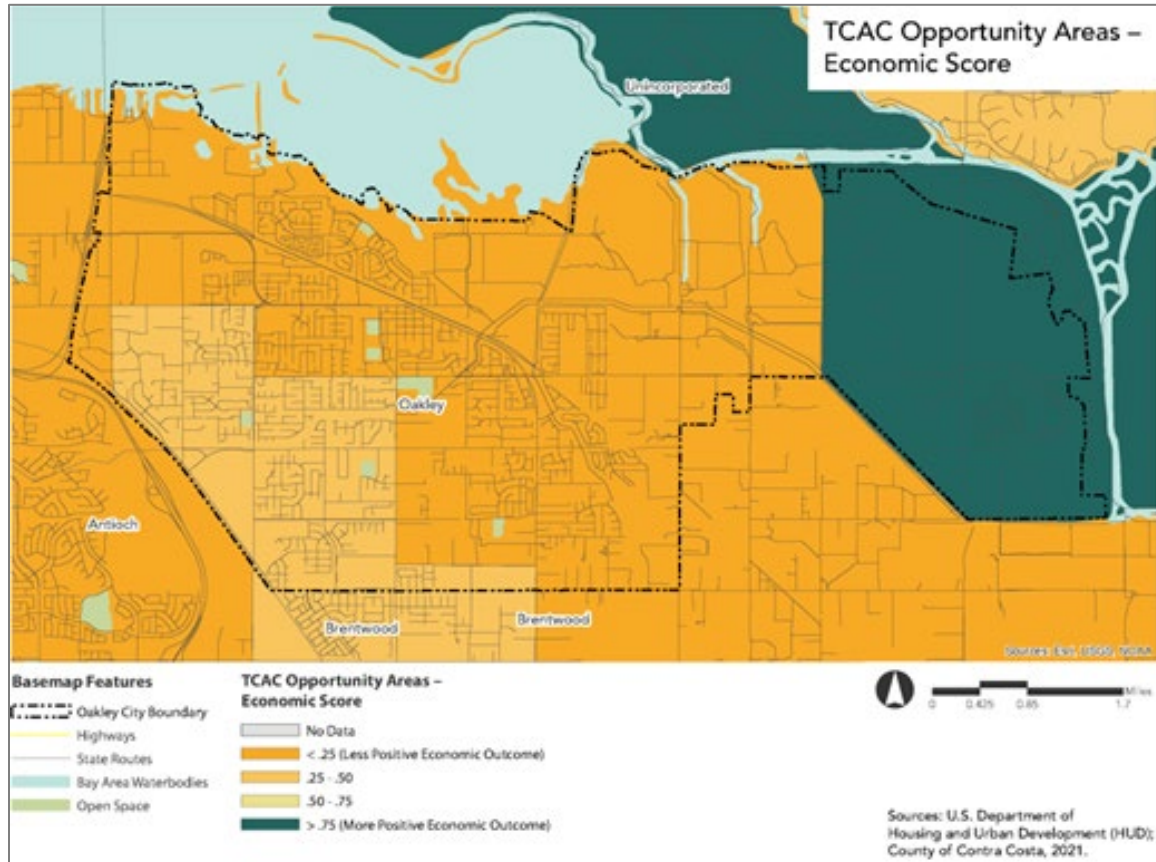 TCAC Opportunity Areas –
Economic Score
Unincorporated
Oakley
Antioch
Brentwood
Brentwood
Sources: Esri, USGS, NOAA
Basemap Features
Oakley City Boundary
Highways
State Routes
Bay Area Waterbodies
Open Space
TCAC Opportunity Areas –
Economic Score
No Data
< .25 (Less Positive Economic Outcome)
.25 - .50
.50 - .75
> .75 (More Positive Economic Outcome)
Miles
0 0.425 0.85 1.7
Sources: U.S. Department of
Housing and Urban Development (HUD);
County of Contra Costa, 2021.